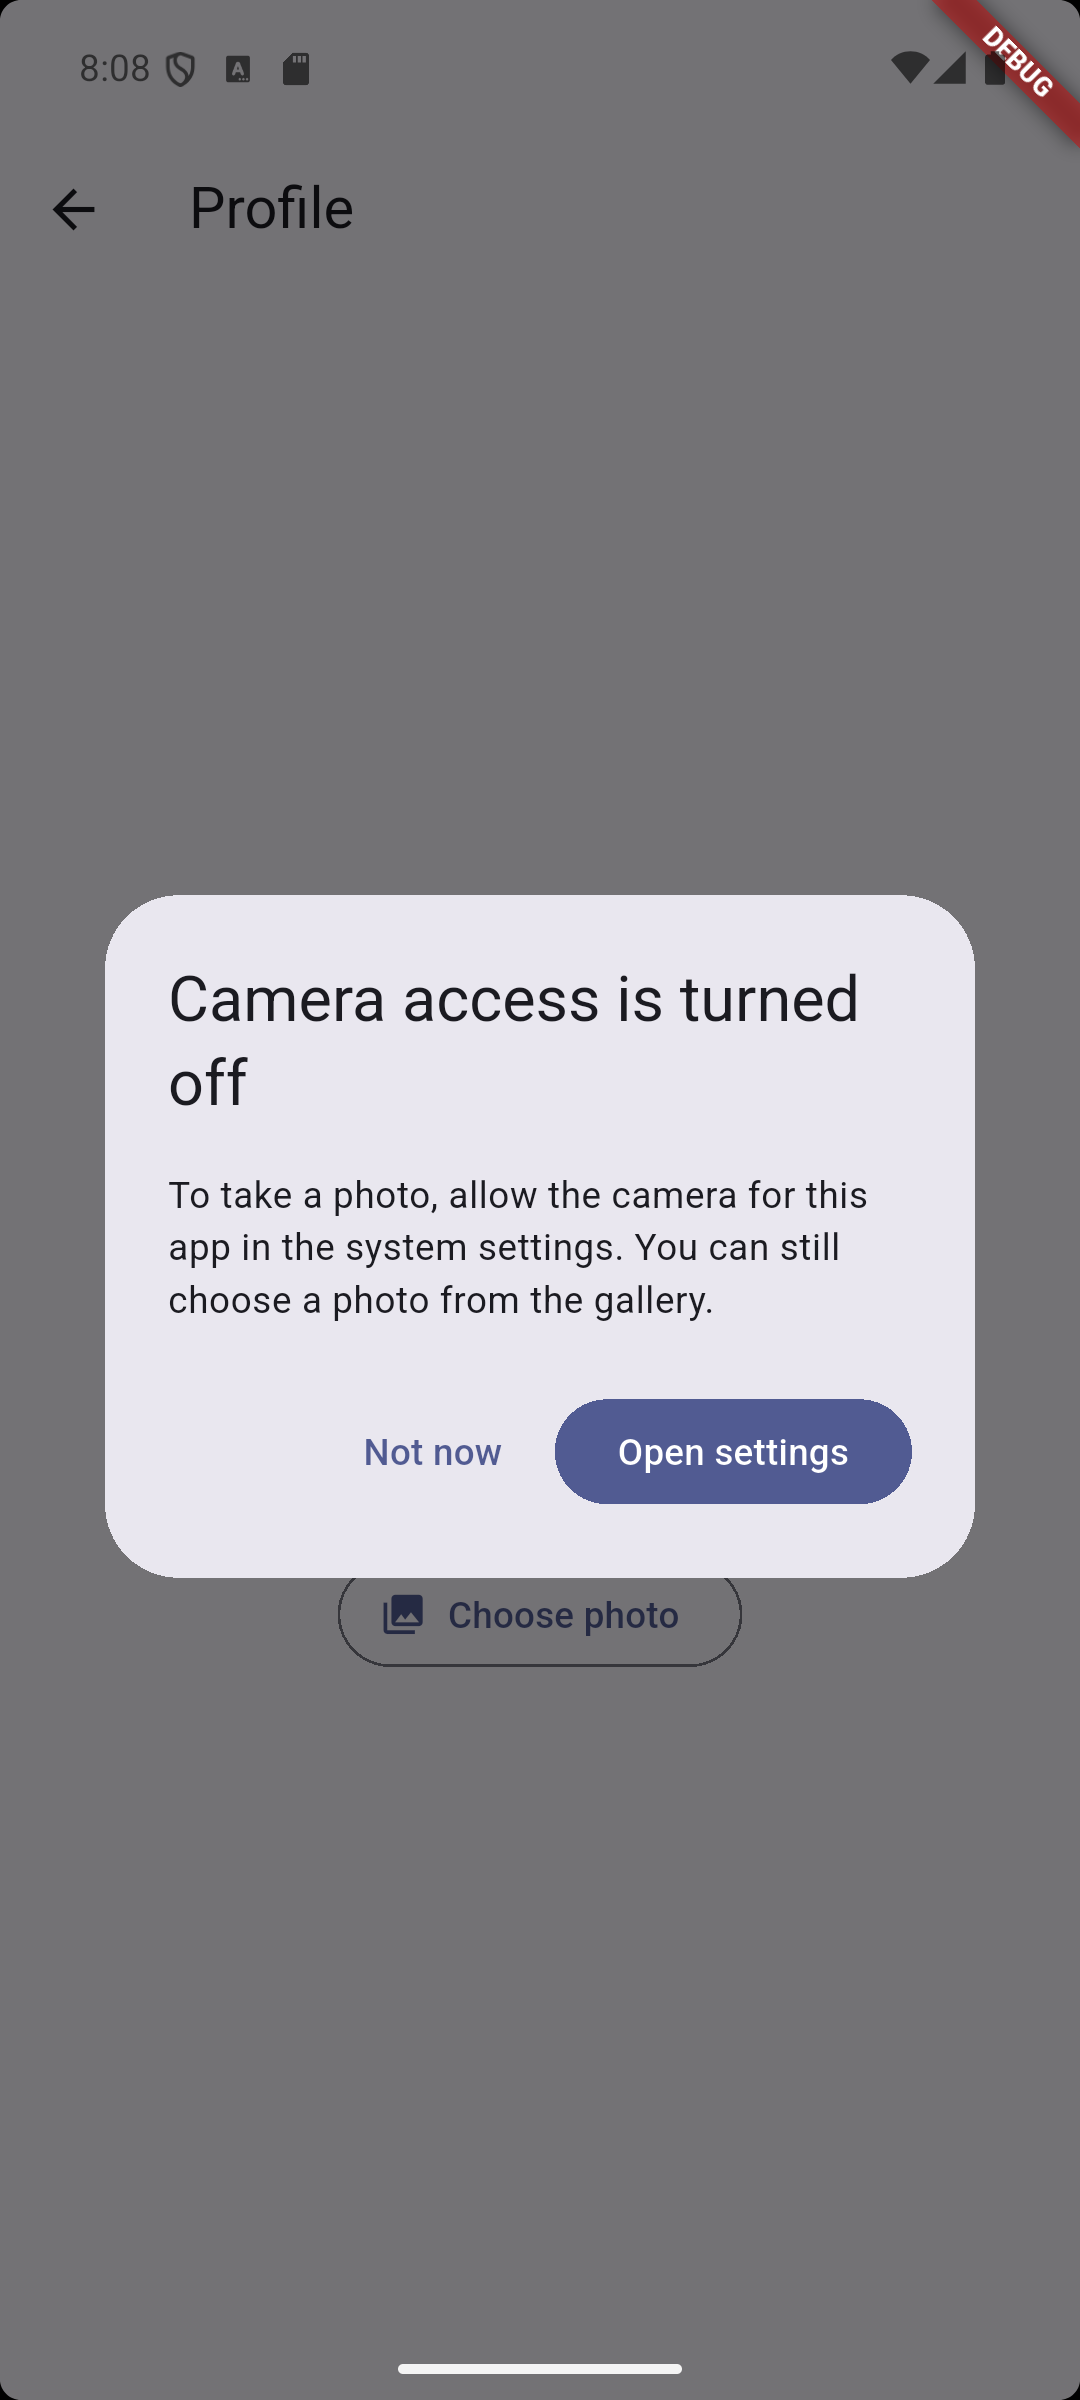 8:08
DEBUG
Profile
Camera access is turned
off
To take a photo, allow the camera for this
app in the system settings. You can still
choose a photo from the gallery.
Not now
Open settings
Choose photo